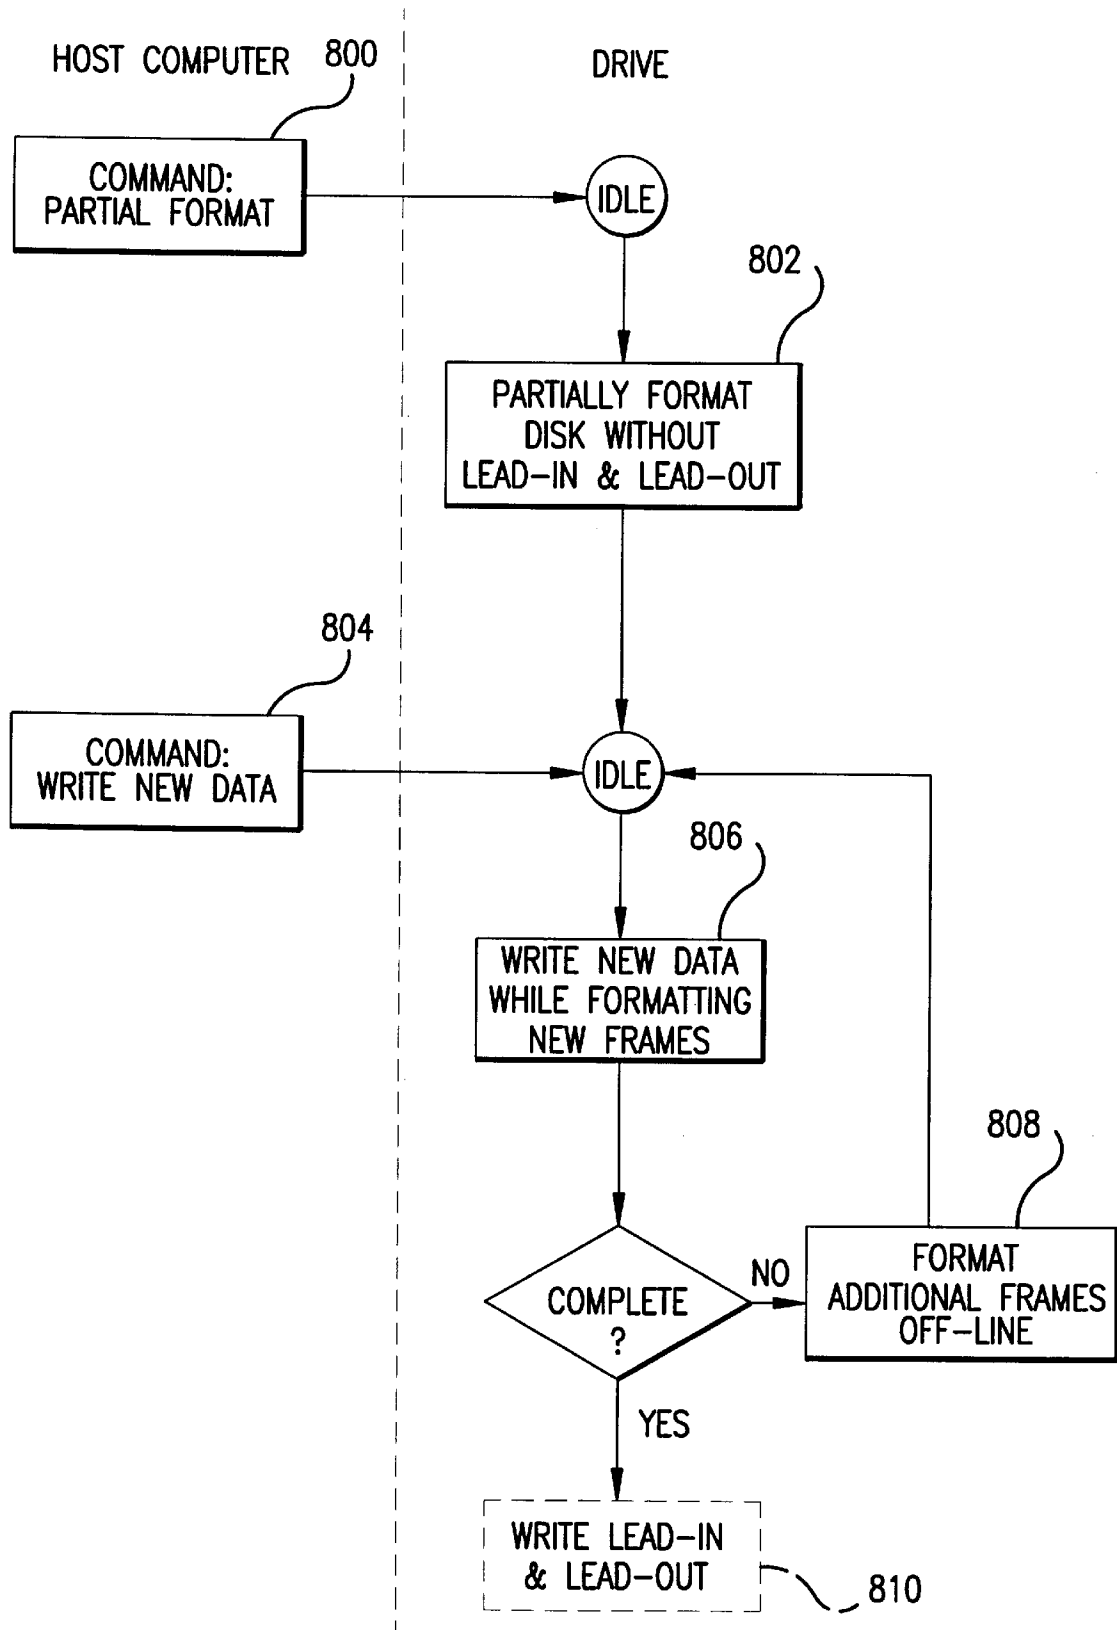 HOST COMPUTER
800
DRIVE
COMMAND:
PARTIAL FORMAT
IDLE
802
PARTIALLY FORMAT
DISK WITHOUT
LEAD-IN & LEAD-OUT
804
COMMAND:
WRITE NEW DATA
IDLE
806
WRITE NEW DATA
WHILE FORMATTING
NEW FRAMES
808
COMPLETE
?
NO
FORMAT
ADDITIONAL FRAMES
OFF-LINE
YES
WRITE LEAD-IN
& LEAD-OUT
810